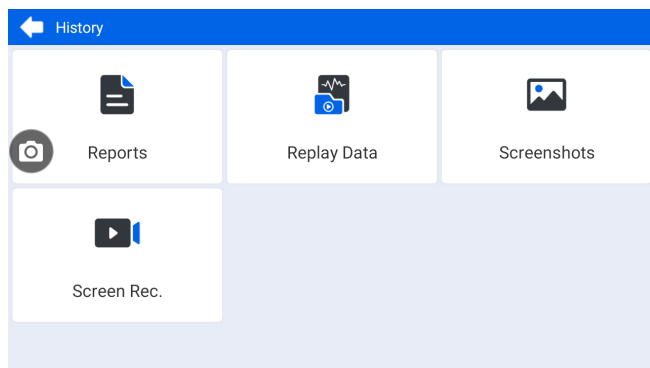 History
Reports
Replay Data
Screenshots
Screen Rec.